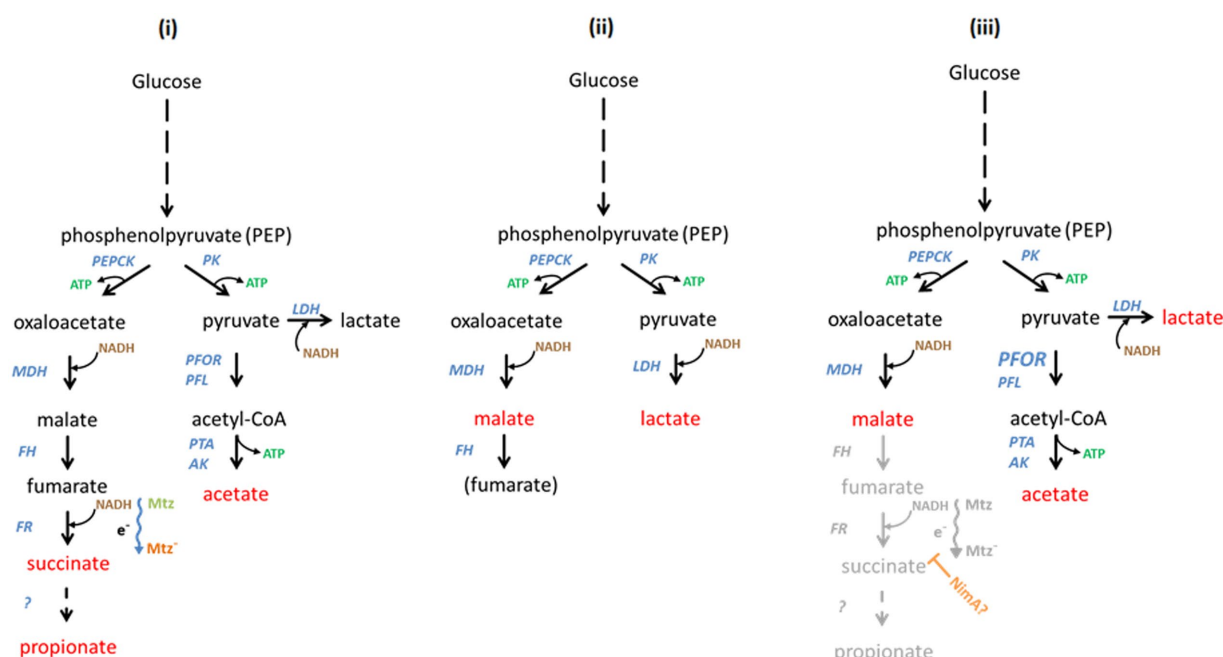 (i)
Glucose
phosphenolpyruvate (PEP)
PEPCK
PK
ATP
ATP
oxaloacetate
pyruvate
LDH
lactate
NADH
NADH
MDH
PFOR
PFL
malate
acetyl-CoA
FH
PTA
AK
ATP
fumarate
acetate
NADH
Mtz
FR
e-
Mtz-
succinate
?
propionate
(ii)
Glucose
phosphenolpyruvate (PEP)
PEPCK
PK
ATP
ATP
oxaloacetate
pyruvate
NADH
NADH
MDH
LDH
malate
lactate
FH
(fumarate)
(iii)
Glucose
phosphenolpyruvate (PEP)
PEPCK
PK
ATP
ATP
oxaloacetate
pyruvate
LDH
lactate
NADH
NADH
MDH
PFOR
PFL
malate
acetyl-CoA
FH
PTA
AK
ATP
fumarate
acetate
NADH
Mtz
FR
e-
Mtz-
succinate
NimA?
?
propionate